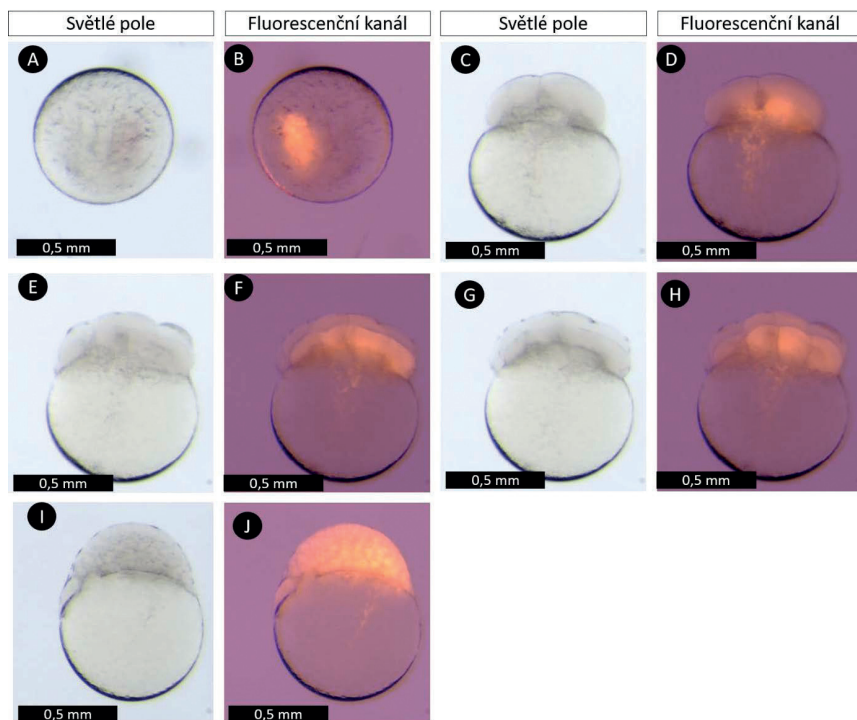 Světlé pole
Fluorescenční kanál
Světlé pole
Fluorescenční kanál
A
B
C
D
0,5 mm
0,5 mm
0,5 mm
0,5 mm
E
F
G
H
0,5 mm
0,5 mm
0,5 mm
0,5 mm
I
J
0,5 mm
0,5 mm